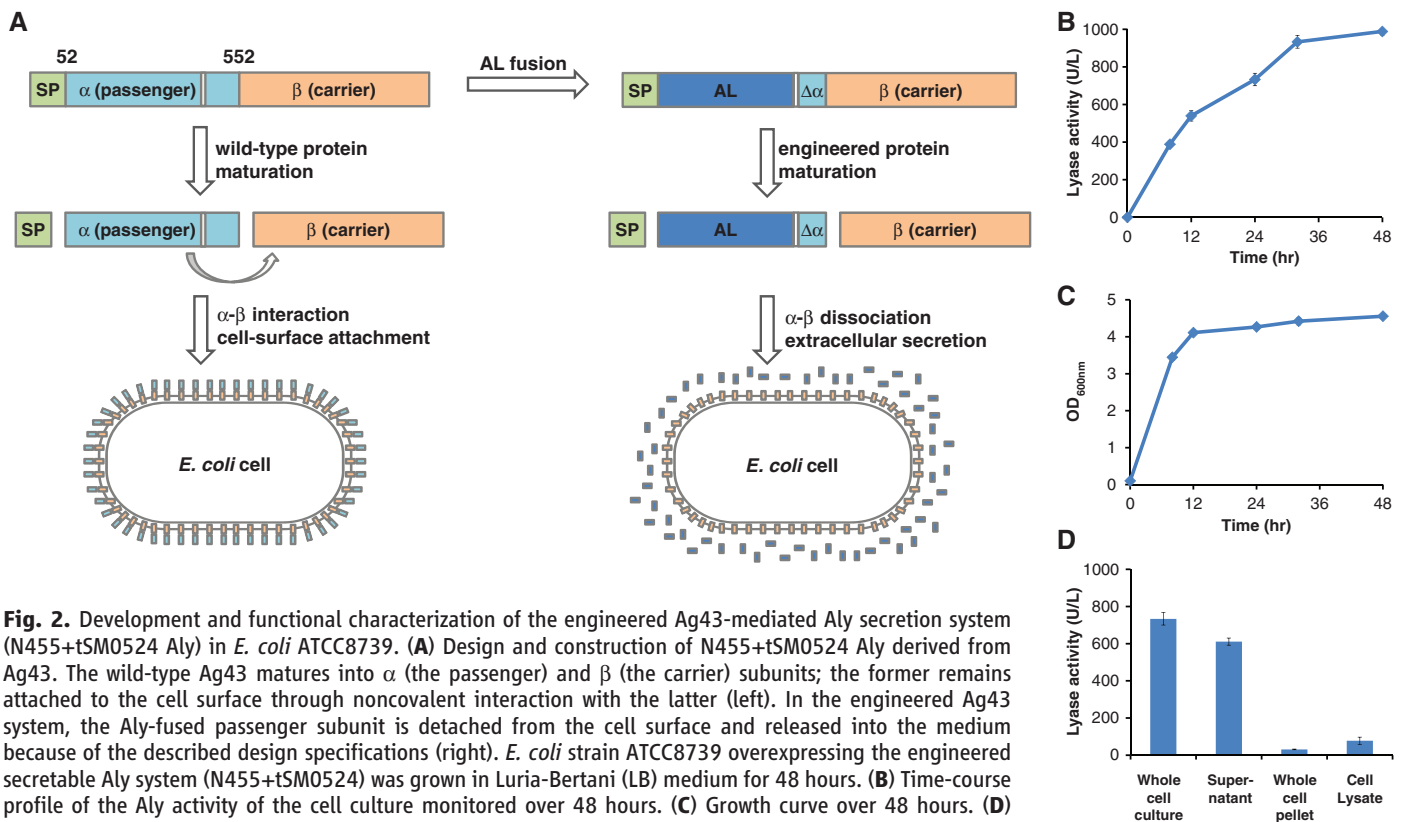 A
52
552
SP
α (passenger)
β (carrier)
AL fusion
SP
AL
Δα
β (carrier)
wild-type protein
maturation
engineered protein
maturation
SP
α (passenger)
β (carrier)
SP
AL
Δα
β (carrier)
α-β interaction
cell-surface attachment
α-β dissociation
extracellular secretion
E. coli cell
E. coli cell
B
Lyase activity (U/L)
1000
800
600
400
200
0
0 12 24 36 48
Time (hr)
C
OD600nm
5
4
3
2
1
0
0 12 24 36 48
Time (hr)
D
Lyase activity (U/L)
1000
800
600
400
200
0
Whole
cell
culture
Super-
natant
Whole
cell
pellet
Cell
Lysate
Fig. 2. Development and functional characterization of the engineered Ag43-mediated Aly secretion system
(N455+tSM0524 Aly) in E. coli ATCC8739. (A) Design and construction of N455+tSM0524 Aly derived from
Ag43. The wild-type Ag43 matures into α (the passenger) and β (the carrier) subunits; the former remains
attached to the cell surface through noncovalent interaction with the latter (left). In the engineered Ag43
system, the Aly-fused passenger subunit is detached from the cell surface and released into the medium
because of the described design specifications (right). E. coli strain ATCC8739 overexpressing the engineered
secretable Aly system (N455+tSM0524) was grown in Luria-Bertani (LB) medium for 48 hours. (B) Time-course
profile of the Aly activity of the cell culture monitored over 48 hours. (C) Growth curve over 48 hours. (D)